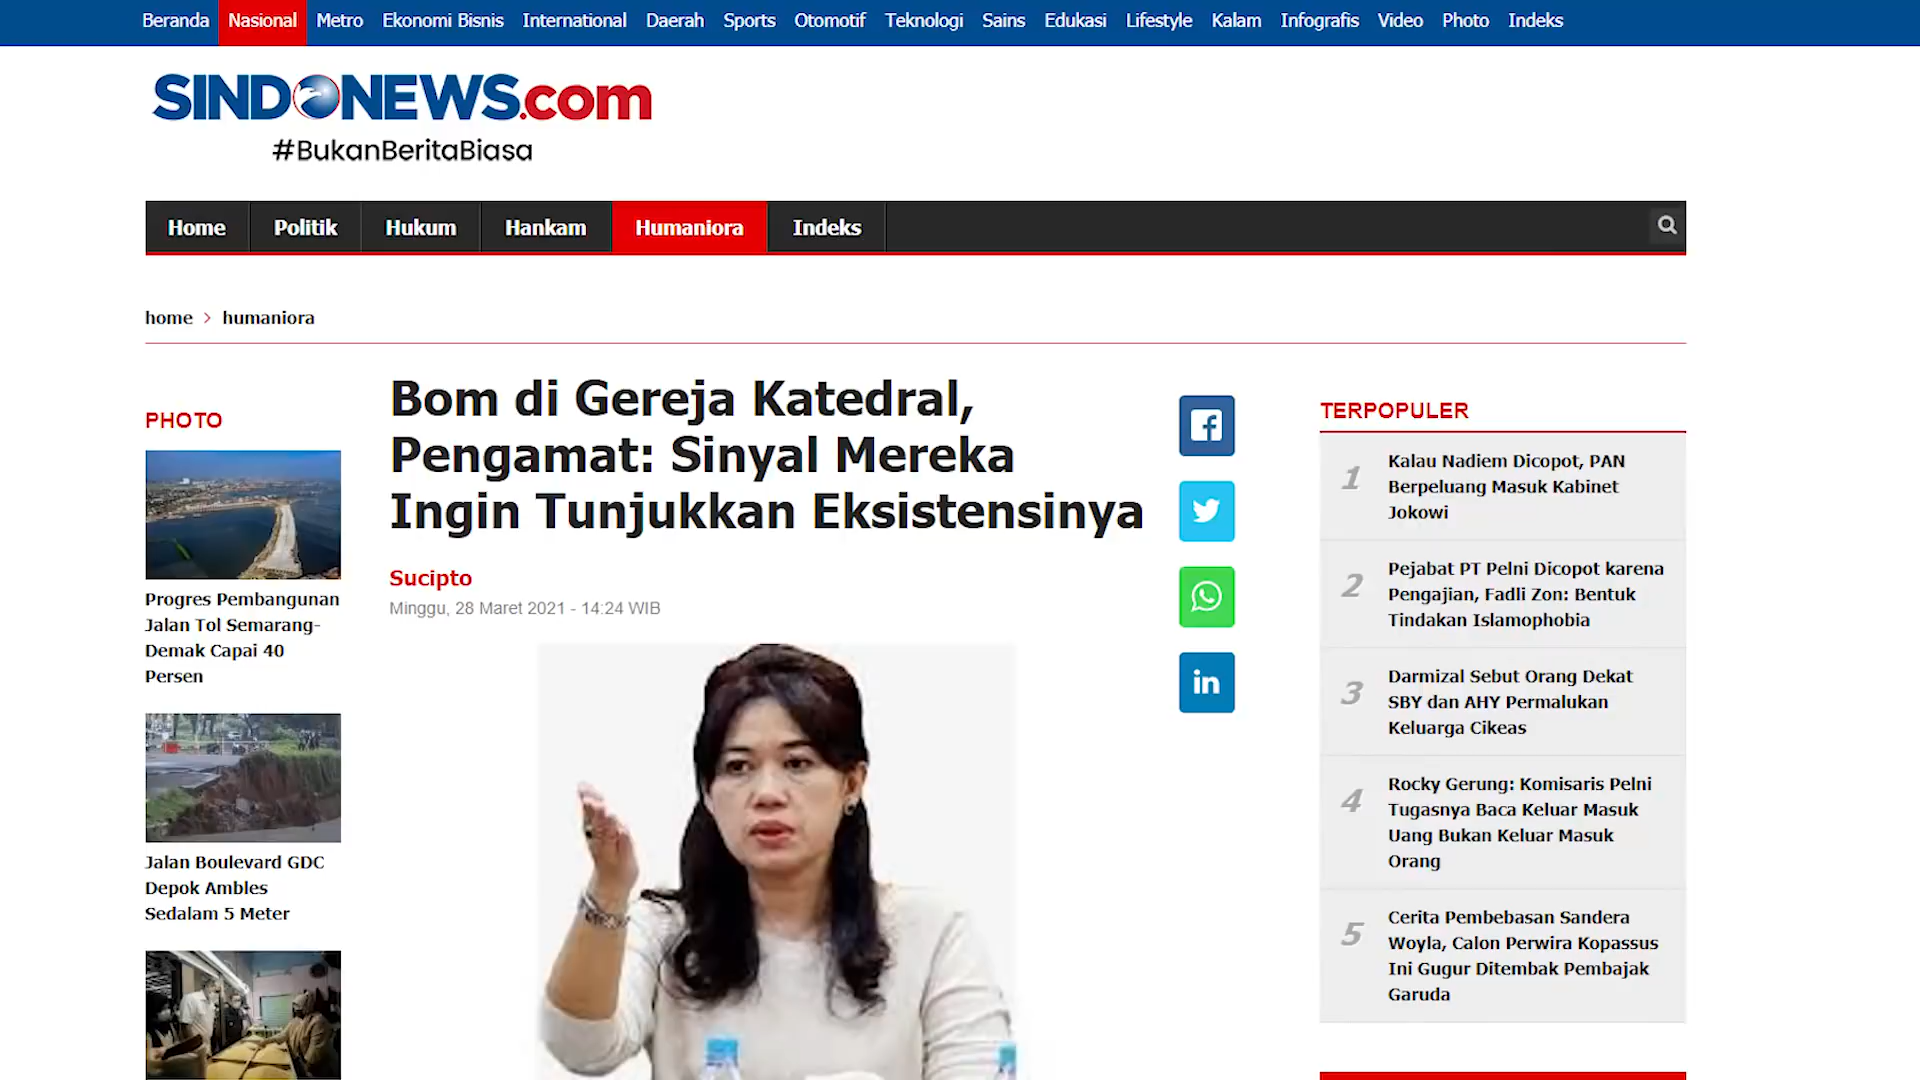 Beranda Nasional Metro Ekonomi Bisnis International Daerah Sports Otomotif Teknologi Sains Edukasi Lifestyle Kalam Infografis Video Photo Indeks
SINDONEWS.com
#BukanBeritaBiasa
Home Politik Hukum Hankam Humaniora Indeks
home > humaniora
PHOTO
Progres Pembangunan
Jalan Tol Semarang-
Demak Capai 40
Persen
Jalan Boulevard GDC
Depok Ambles
Sedalam 5 Meter
Bom di Gereja Katedral,
Pengamat: Sinyal Mereka
Ingin Tunjukkan Eksistensinya
Sucipto
Minggu, 28 Maret 2021 - 14:24 WIB
in
TERPOPULER
1
Kalau Nadiem Dicopot, PAN
Berpeluang Masuk Kabinet
Jokowi
2
Pejabat PT Pelni Dicopot karena
Pengajian, Fadli Zon: Bentuk
Tindakan Islamophobia
3
Darmizal Sebut Orang Dekat
SBY dan AHY Permalukan
Keluarga Cikeas
4
Rocky Gerung: Komisaris Pelni
Tugasnya Baca Keluar Masuk
Uang Bukan Keluar Masuk
Orang
5
Cerita Pembebasan Sandera
Woyla, Calon Perwira Kopassus
Ini Gugur Ditembak Pembajak
Garuda